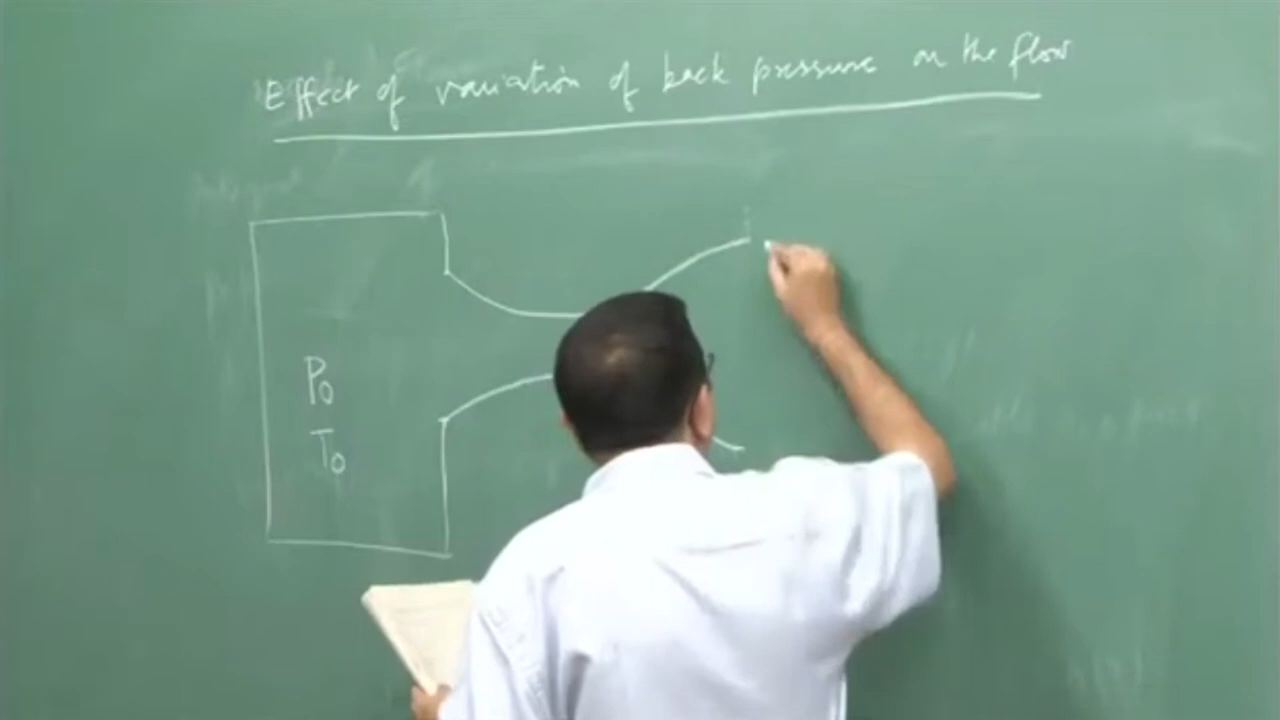 Effect of variation of back pressure on the flow
P0
T0